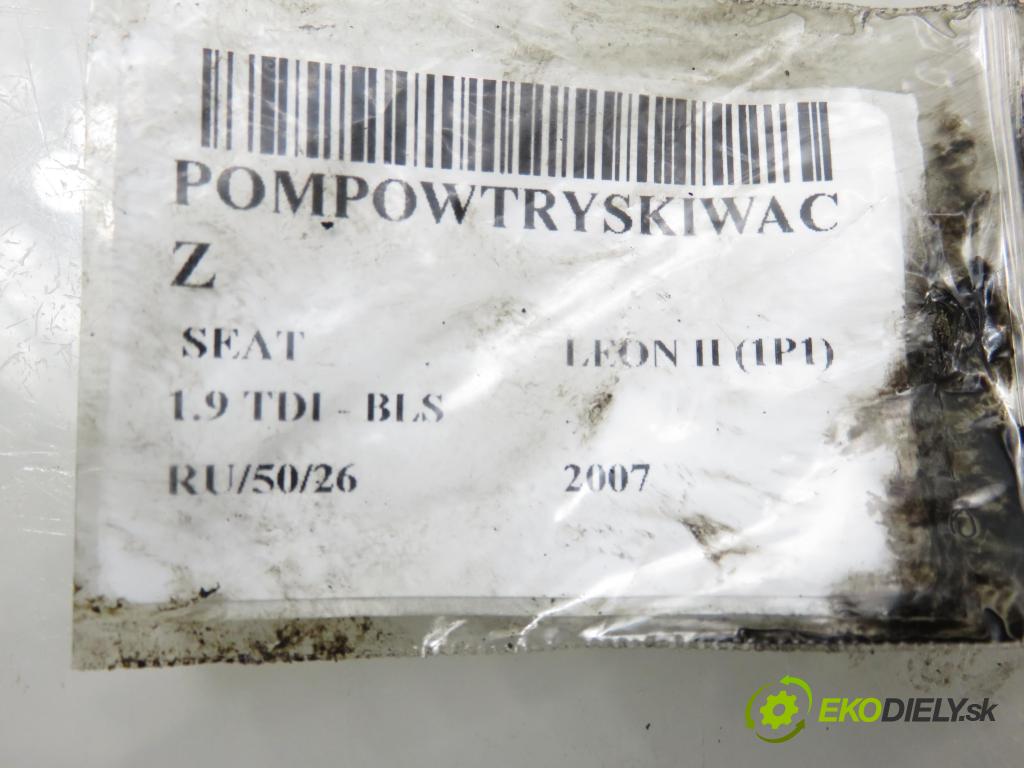 POMPOWTRYSKIWAC
Z
SEAT LEON II (1P1)
1.9 TDI - BLS
RU/50/26 2007
EKODIELY.sk